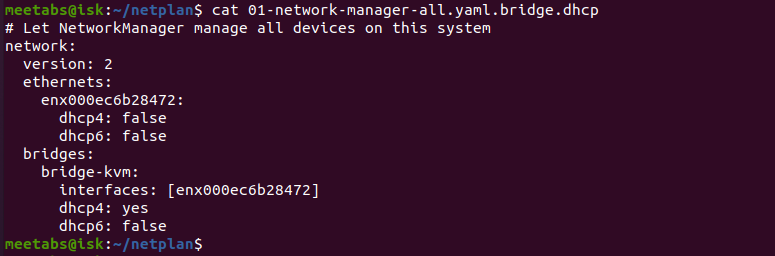 meetabs@isk:~/netplan$ cat 01-network-manager-all.yaml.bridge.dhcp
# Let NetworkManager manage all devices on this system
network:
  version: 2
  ethernets:
    enx000ec6b28472:
      dhcp4: false
      dhcp6: false
  bridges:
    bridge-kvm:
      interfaces: [enx000ec6b28472]
      dhcp4: yes
      dhcp6: false
meetabs@isk:~/netplan$